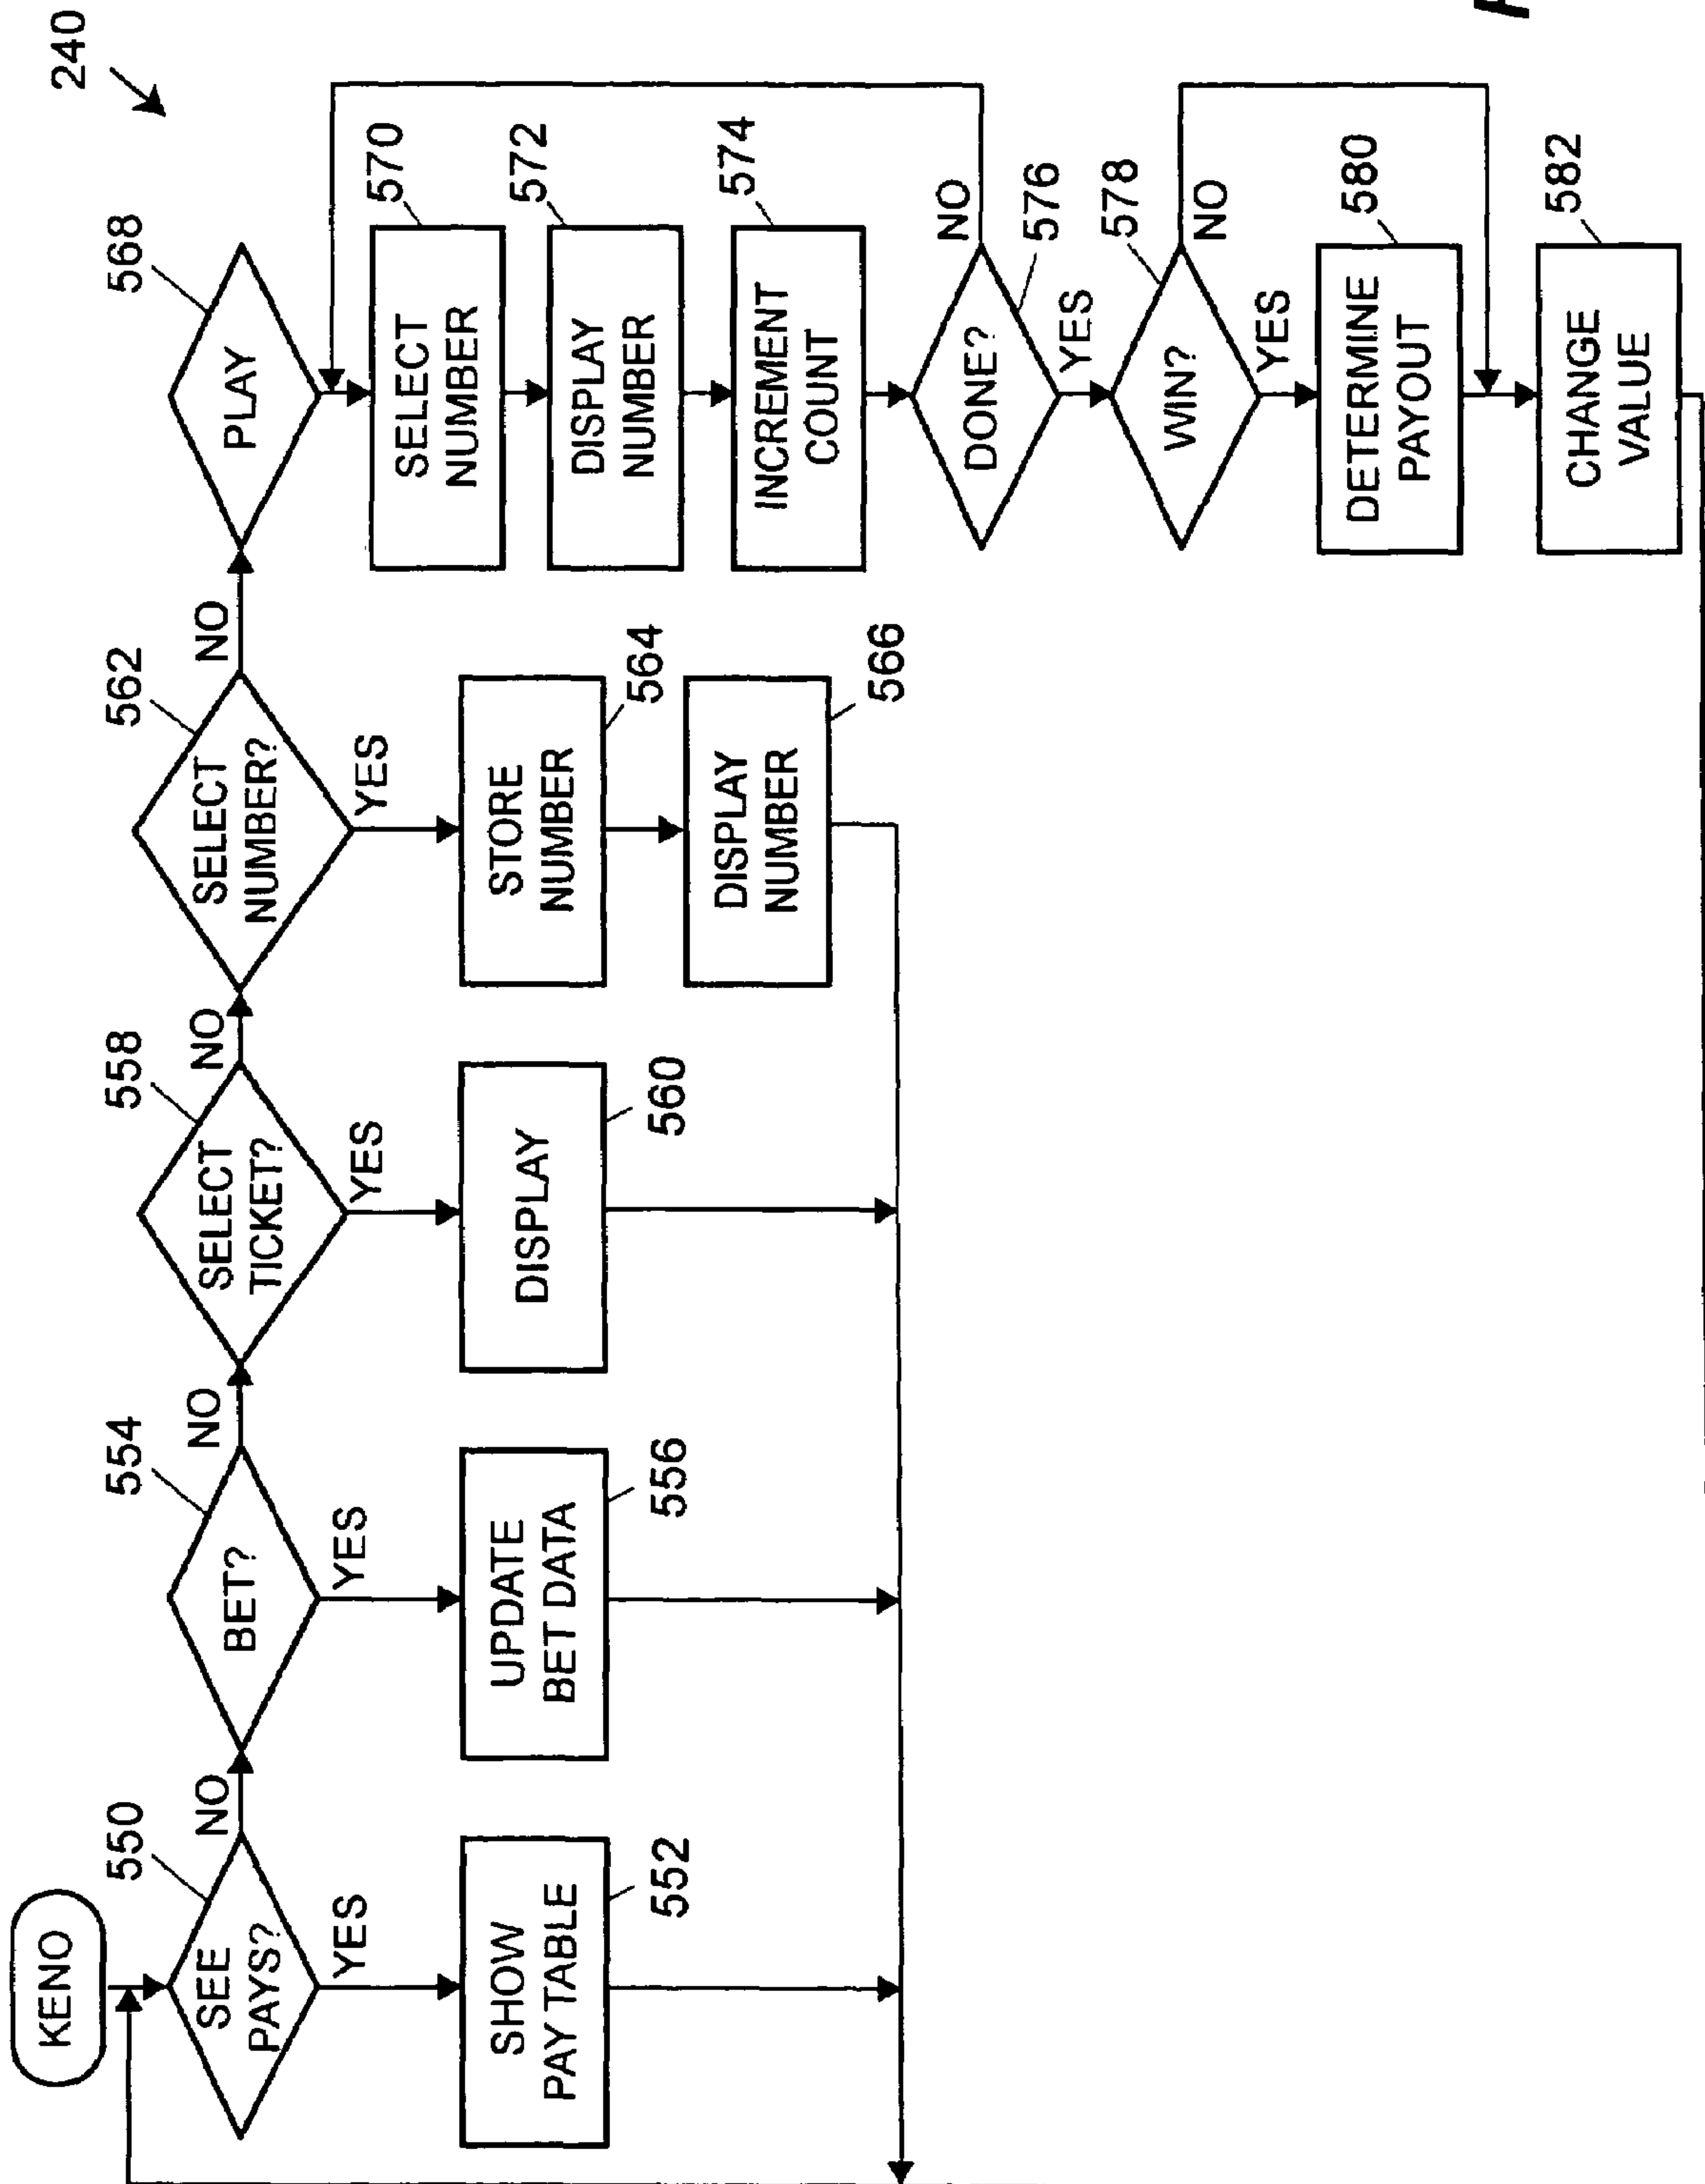 240
KENO
550
SEE
PAYS?
NO
YES
SHOW
PAY TABLE
552
554
BET?
NO
YES
UPDATE
BET DATA
556
558
SELECT
TICKET?
NO
YES
DISPLAY
560
562
SELECT
NUMBER?
NO
YES
STORE
NUMBER
564
DISPLAY
NUMBER
566
568
PLAY
SELECT
NUMBER
570
DISPLAY
NUMBER
572
INCREMENT
COUNT
574
DONE?
NO
576
YES
WIN?
578
NO
YES
DETERMINE
PAYOUT
580
CHANGE
VALUE
582